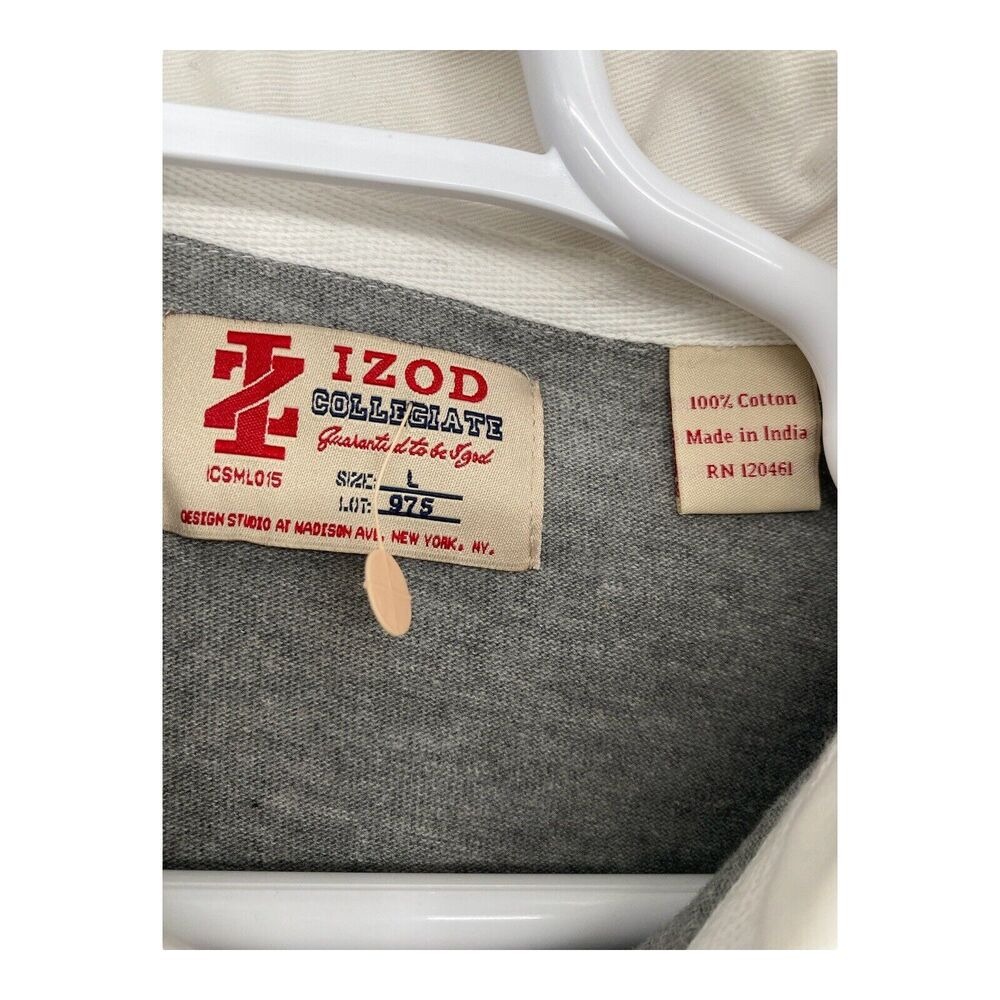 IZ
IZOD
COLLEGIATE
Guaranteed to be Izod
ICSML015
SIZE: L
LOT: 975
DESIGN STUDIO AT MADISON AVE, NEW YORK, NY.
100% Cotton
Made in India
RN 120461